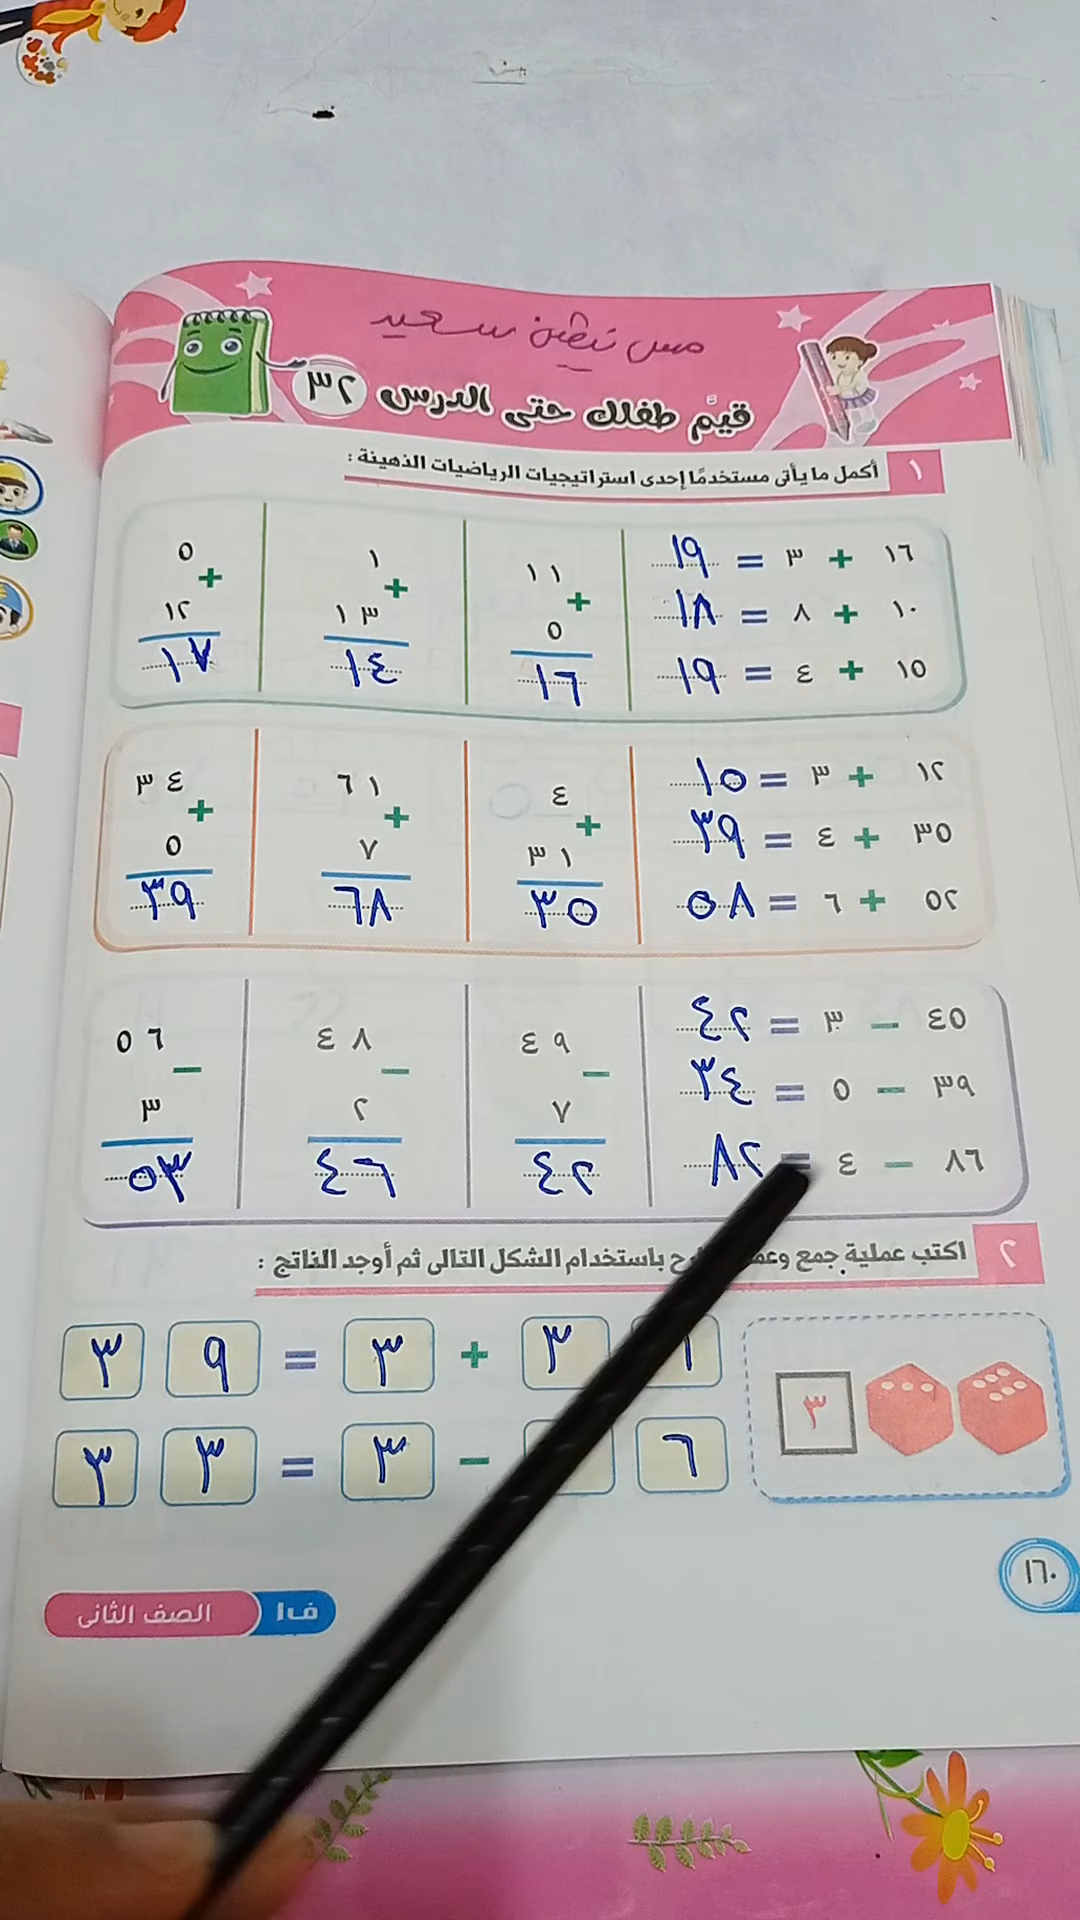 مس نيڤين سعيد
قيِّم طفلك حتى الدرس ٣٢
١ أكمل ما يأتى مستخدمًا إحدى استراتيجيات الرياضيات الذهنية :
١٦ + ٣ = ١٩
١٠ + ٨ = ١٨
١٥ + ٤ = ١٩
١١
+
٥
١٦
١
+
١٣
١٤
٥
+
١٢
١٧
١٢ + ٣ = ١٥
٣٥ + ٤ = ٣٩
٥٢ + ٦ = ٥٨
٤
+
٣١
٣٥
٦١
+
٧
٦٨
٣٤
+
٥
٣٩
٤٥ − ٣ = ٤٢
٣٩ − ٥ = ٣٤
٨٦ − ٤ = ٨٢
٤٩
−
٧
٤٢
٤٨
−
٢
٤٦
٥٦
−
٣
٥٣
٢ اكتب عملية جمع باستخدام الشكل التالى ثم أوجد الناتج :
٣
٣ + ٣ = ٩ ٣
٦ − ٣ = ٣ ٣
١٦٠
ف١ الصف الثانى